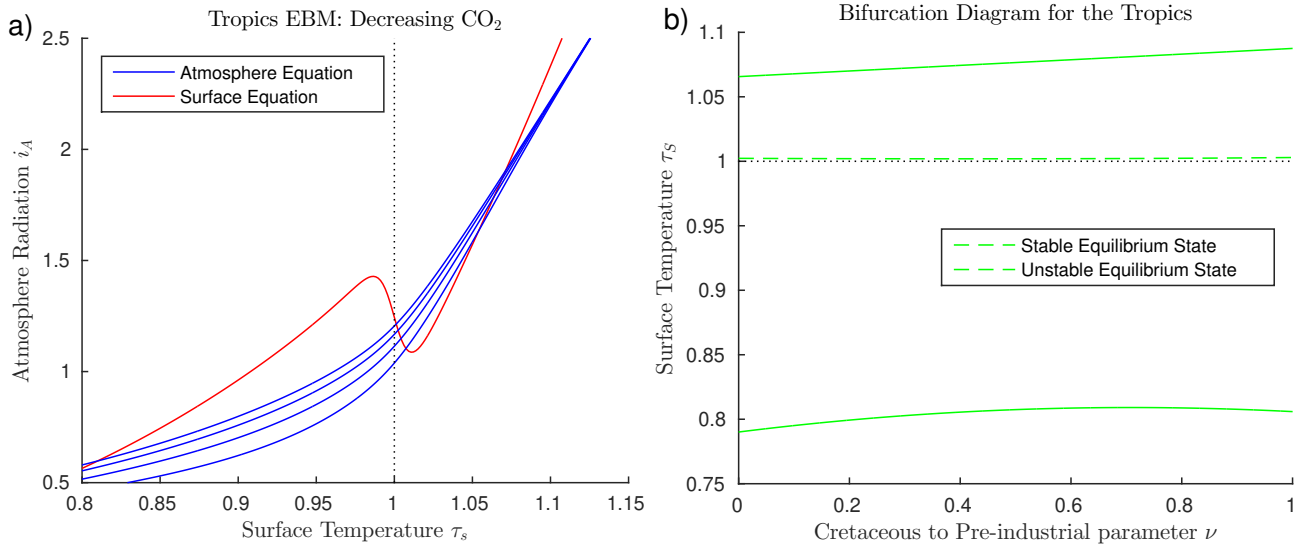 a)
Tropics EBM: Decreasing CO₂
2.5
2
1.5
1
0.5
Atmosphere Radiation i_A
Atmosphere Equation
Surface Equation
0.8 0.85 0.9 0.95 1 1.05 1.1 1.15
Surface Temperature τ_s
b)
Bifurcation Diagram for the Tropics
1.1
1.05
1
0.95
0.9
0.85
0.8
0.75
Surface Temperature τ_S
Stable Equilibrium State
Unstable Equilibrium State
0 0.2 0.4 0.6 0.8 1
Cretaceous to Pre-industrial parameter ν